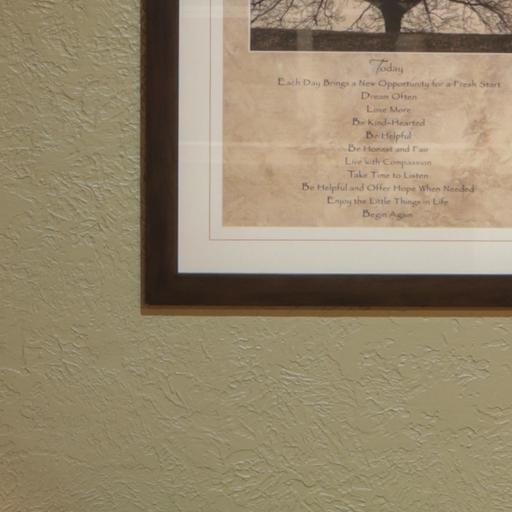 Today
Each Day Brings a New Opportunity for a Fresh Start
Dream Often
Love More
Be Kind-Hearted
Be Helpful
Be Honest and Fair
Live with Compassion
Take Time to Listen
Be Helpful and Offer Hope When Needed
Enjoy the Little Things in Life
Begin Again